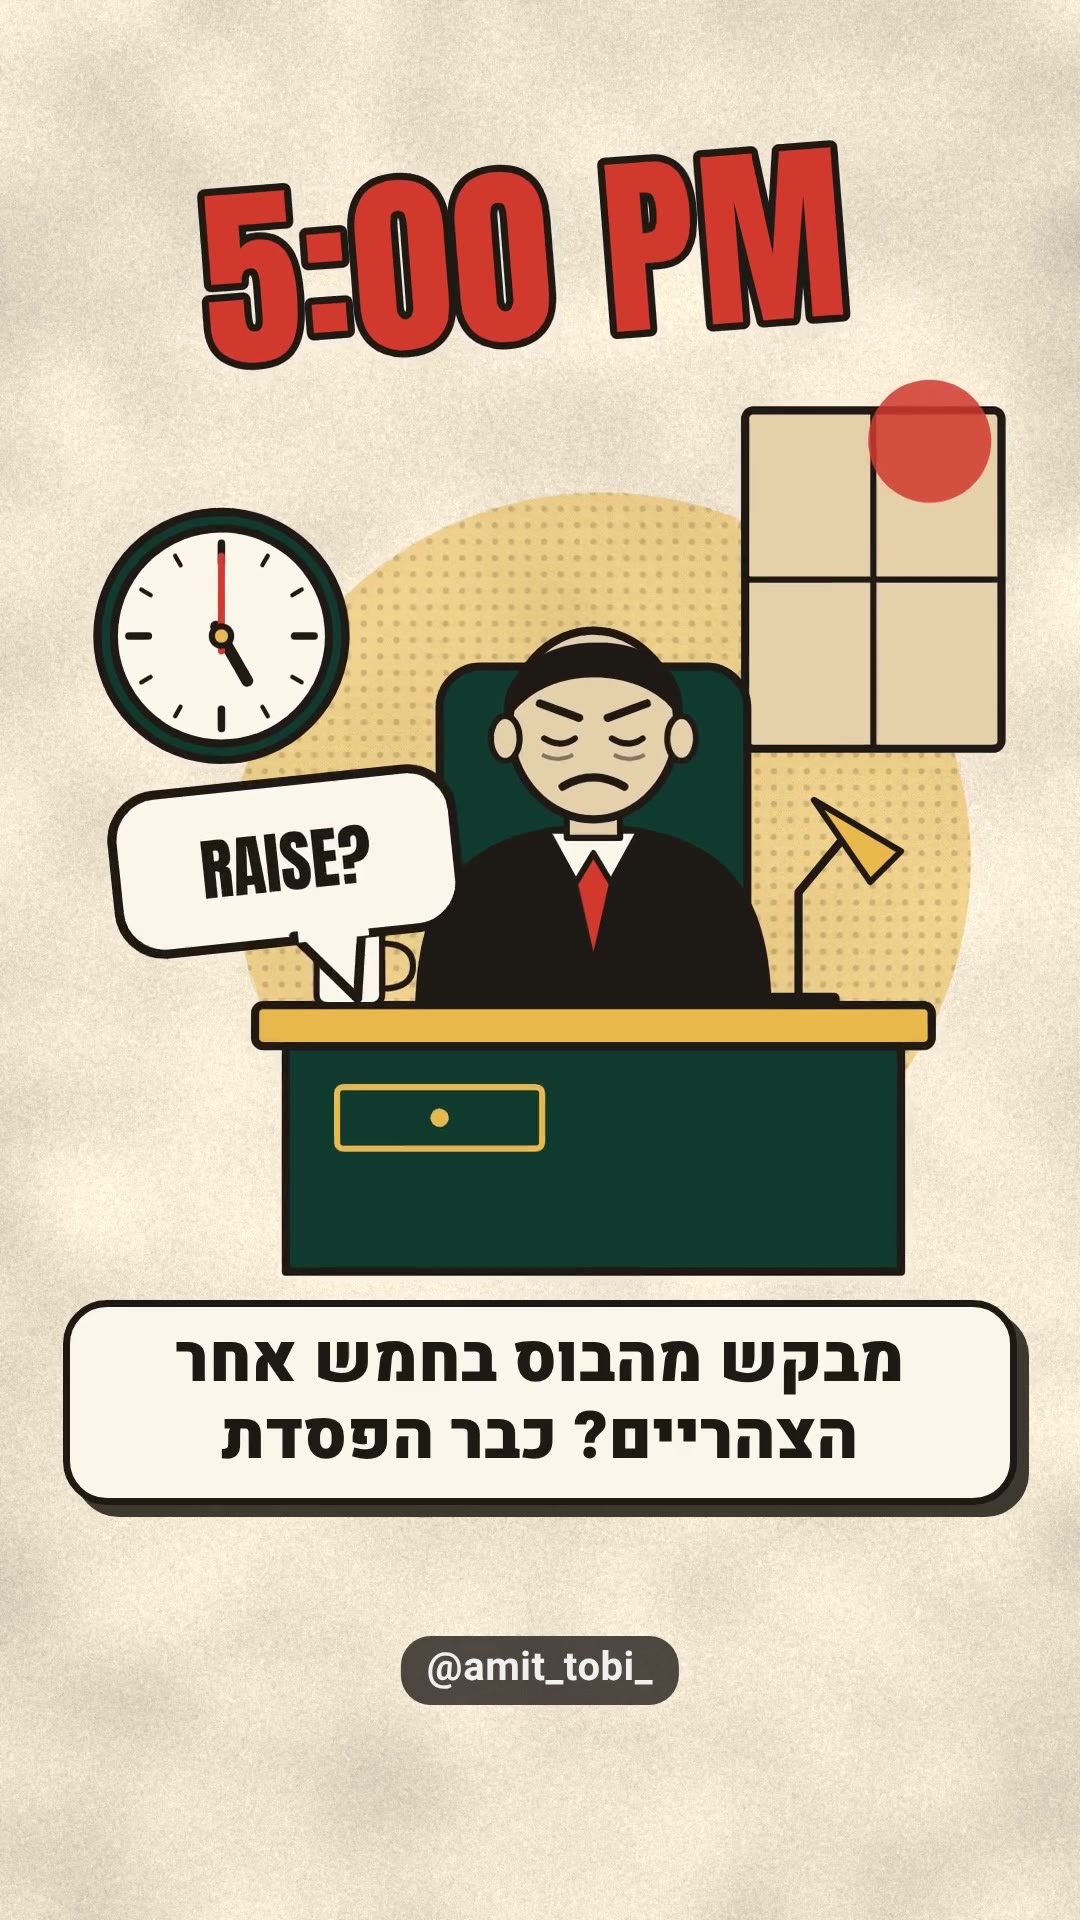 5:00 PM
RAISE?
מבקש מהבוס בחמש אחר
הצהריים? כבר הפסדת
@amit_tobi_